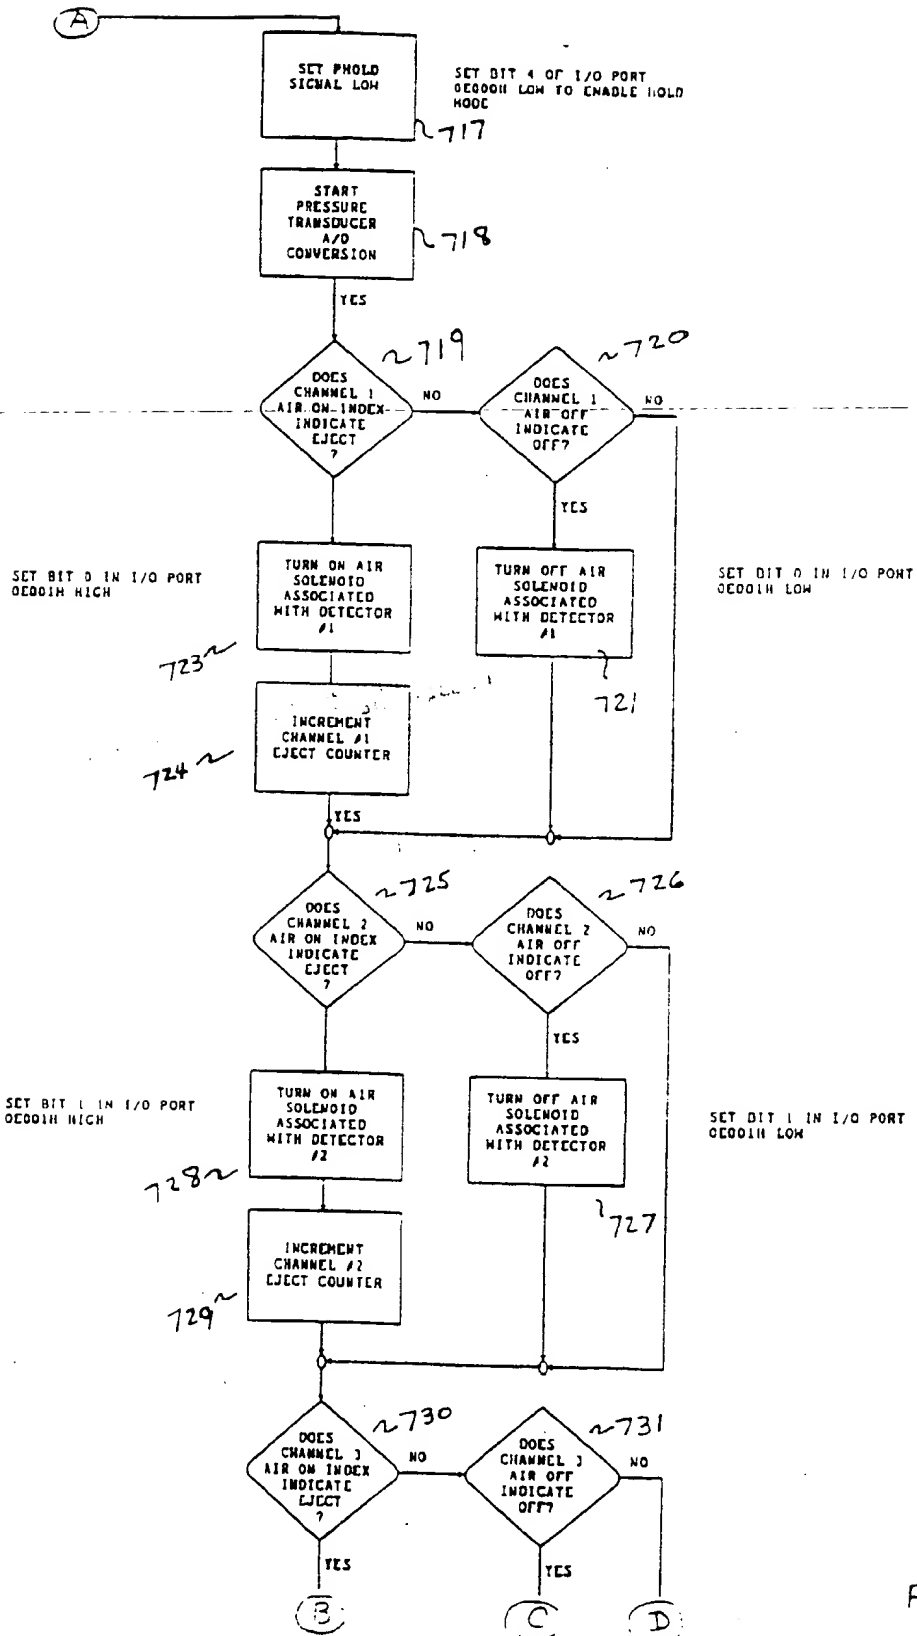 A
SET PHOLD
SIGNAL LOW
SET BIT 4 OF I/O PORT
0E000H LOW TO ENABLE HOLD
MODE
717
START
PRESSURE
TRANSDUCER
A/D
CONVERSION
718
YES
719
DOES
CHANNEL 1
AIR ON INDEX
INDICATE
EJECT
?
NO
720
DOES
CHANNEL 1
AIR OFF
INDICATE
OFF?
NO
YES
SET BIT 0 IN I/O PORT
0E001H HIGH
TURN ON AIR
SOLENOID
ASSOCIATED
WITH DETECTOR
#1
723
TURN OFF AIR
SOLENOID
ASSOCIATED
WITH DETECTOR
#1
721
SET BIT 0 IN I/O PORT
0E001H LOW
INCREMENT
CHANNEL #1
EJECT COUNTER
724
YES
725
DOES
CHANNEL 2
AIR ON INDEX
INDICATE
EJECT
?
NO
726
DOES
CHANNEL 2
AIR OFF
INDICATE
OFF?
NO
YES
SET BIT 1 IN I/O PORT
0E001H HIGH
TURN ON AIR
SOLENOID
ASSOCIATED
WITH DETECTOR
#2
728
TURN OFF AIR
SOLENOID
ASSOCIATED
WITH DETECTOR
#2
727
SET BIT 1 IN I/O PORT
0E001H LOW
INCREMENT
CHANNEL #2
EJECT COUNTER
729
730
DOES
CHANNEL 3
AIR ON INDEX
INDICATE
EJECT
?
NO
731
DOES
CHANNEL 3
AIR OFF
INDICATE
OFF?
NO
YES
YES
B
C
D
F